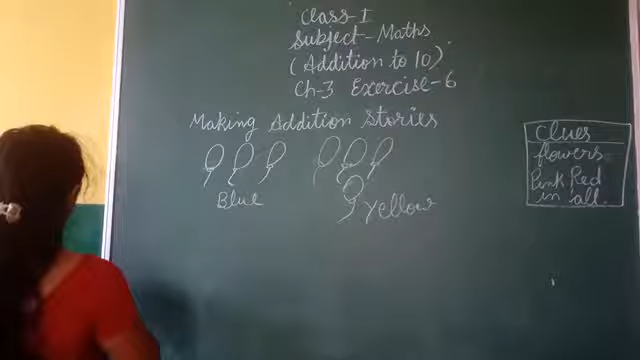 Class-I
Subject-Maths
(Addition to 10)
Ch-3 Exercise-6
Making Addition Stories
Blue
Yellow
Clues
flowers
Pink Red
in all.